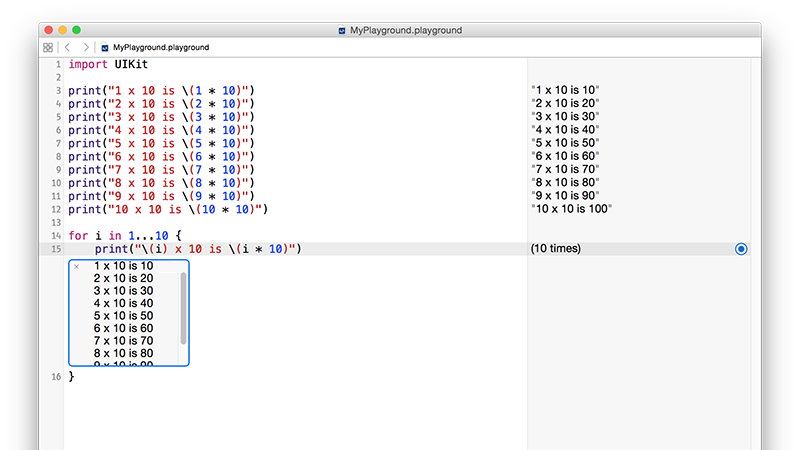 MyPlayground.playground
MyPlayground.playground
1 import UIKit
2
3 print("1 x 10 is \(1 * 10)") "1 x 10 is 10"
4 print("2 x 10 is \(2 * 10)") "2 x 10 is 20"
5 print("3 x 10 is \(3 * 10)") "3 x 10 is 30"
6 print("4 x 10 is \(4 * 10)") "4 x 10 is 40"
7 print("5 x 10 is \(5 * 10)") "5 x 10 is 50"
8 print("6 x 10 is \(6 * 10)") "6 x 10 is 60"
9 print("7 x 10 is \(7 * 10)") "7 x 10 is 70"
10 print("8 x 10 is \(8 * 10)") "8 x 10 is 80"
11 print("9 x 10 is \(9 * 10)") "9 x 10 is 90"
12 print("10 x 10 is \(10 * 10)") "10 x 10 is 100"
13
14 for i in 1...10 {
15 print("\(i) x 10 is \(i * 10)") (10 times)
1 x 10 is 10
2 x 10 is 20
3 x 10 is 30
4 x 10 is 40
5 x 10 is 50
6 x 10 is 60
7 x 10 is 70
8 x 10 is 80
9 x 10 is 90
16 }